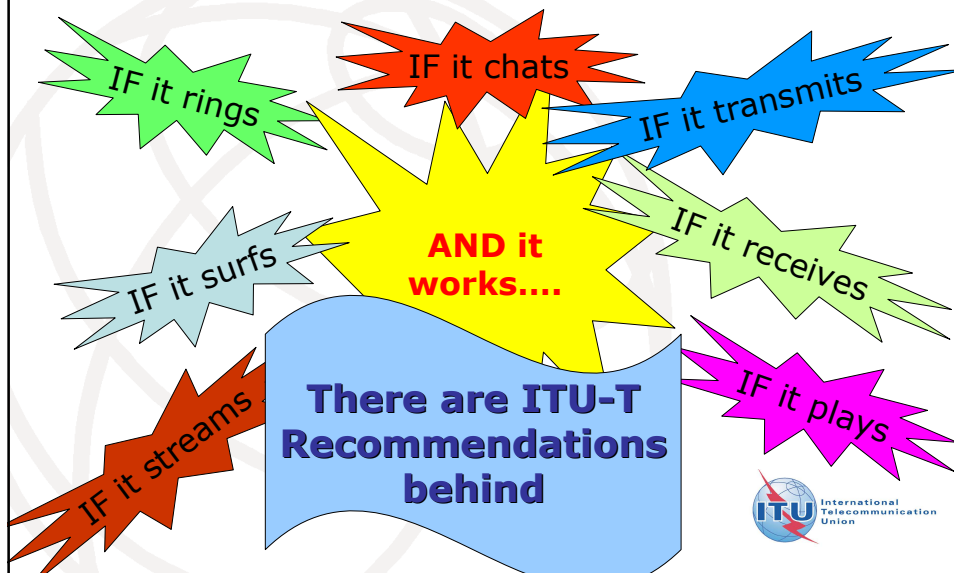 IF it rings
IF it chats
IF it transmits
IF it surfs
AND it
works....
IF it receives
IF it streams
There are ITU-T
Recommendations
behind
IF it plays
ITU
International
Telecommunication
Union